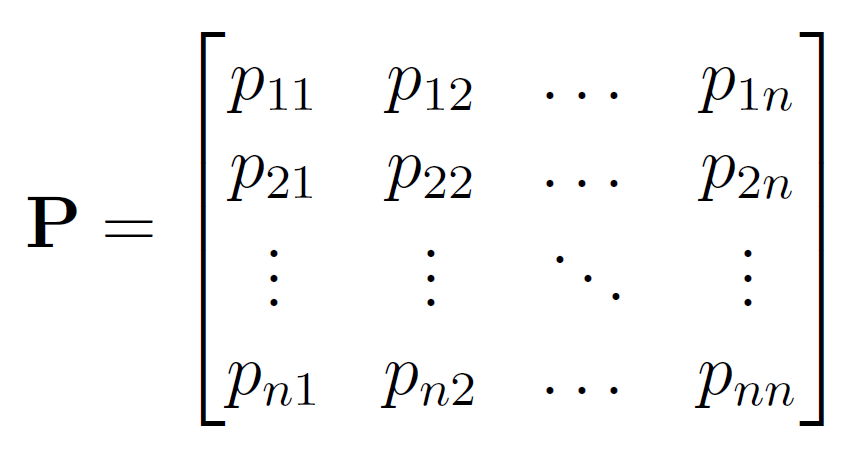 p₁₁ p₁₂ … p₁ₙ
p₂₁ p₂₂ … p₂ₙ
P =
⋮ ⋮ ⋱ ⋮
pₙ₁ pₙ₂ … pₙₙ